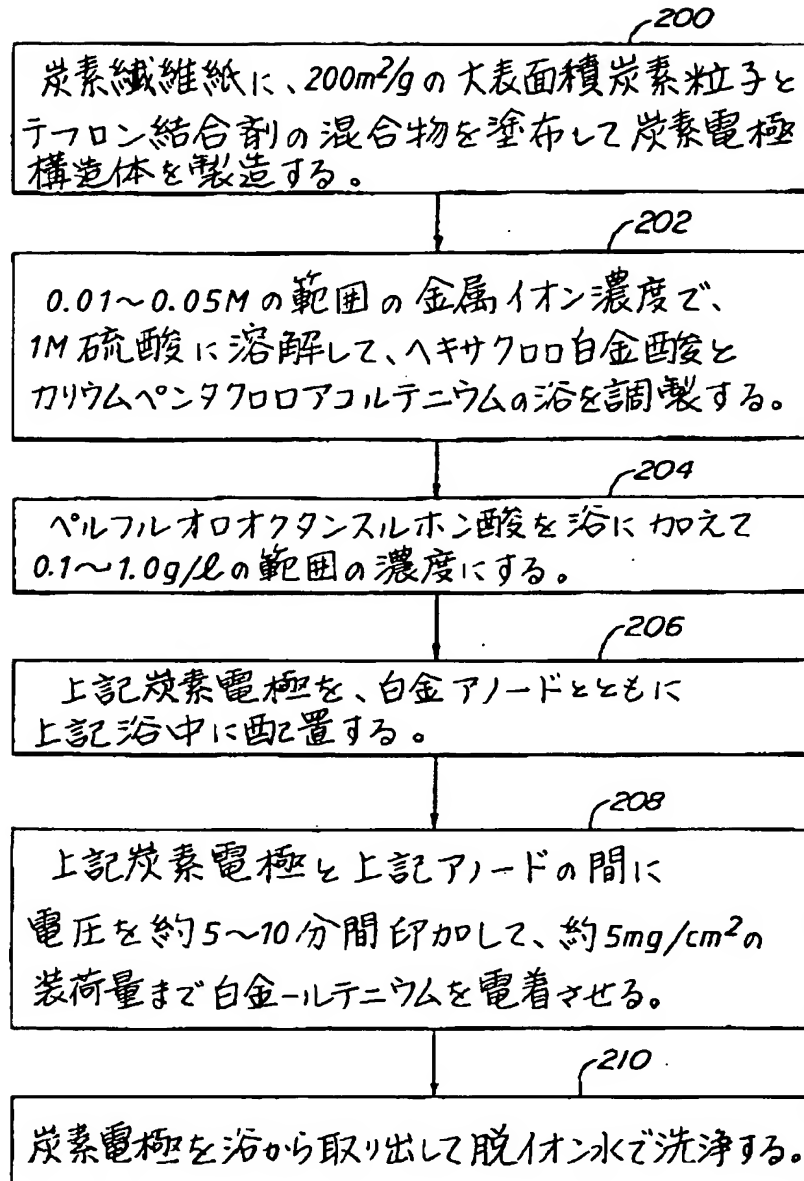 200
炭素繊維紙に、200m²/gの大表面積炭素粒子と
テフロン結合剤の混合物を塗布して炭素電極
構造体を製造する。
202
0.01~0.05Mの範囲の金属イオン濃度で、
1M硫酸に溶解して、ヘキサクロロ白金酸と
カリウムペンタクロロアコルテニウムの浴を調製する。
204
ペルフルオロオクタンスルホン酸を浴に加えて
0.1~1.0g/ℓの範囲の濃度にする。
206
上記炭素電極を、白金アノードとともに
上記浴中に配置する。
208
上記炭素電極と上記アノードの間に
電圧を約5~10分間印加して、約5mg/cm²の
装荷量まで白金ールテニウムを電着させる。
210
炭素電極を浴から取り出して脱イオン水で洗浄する。